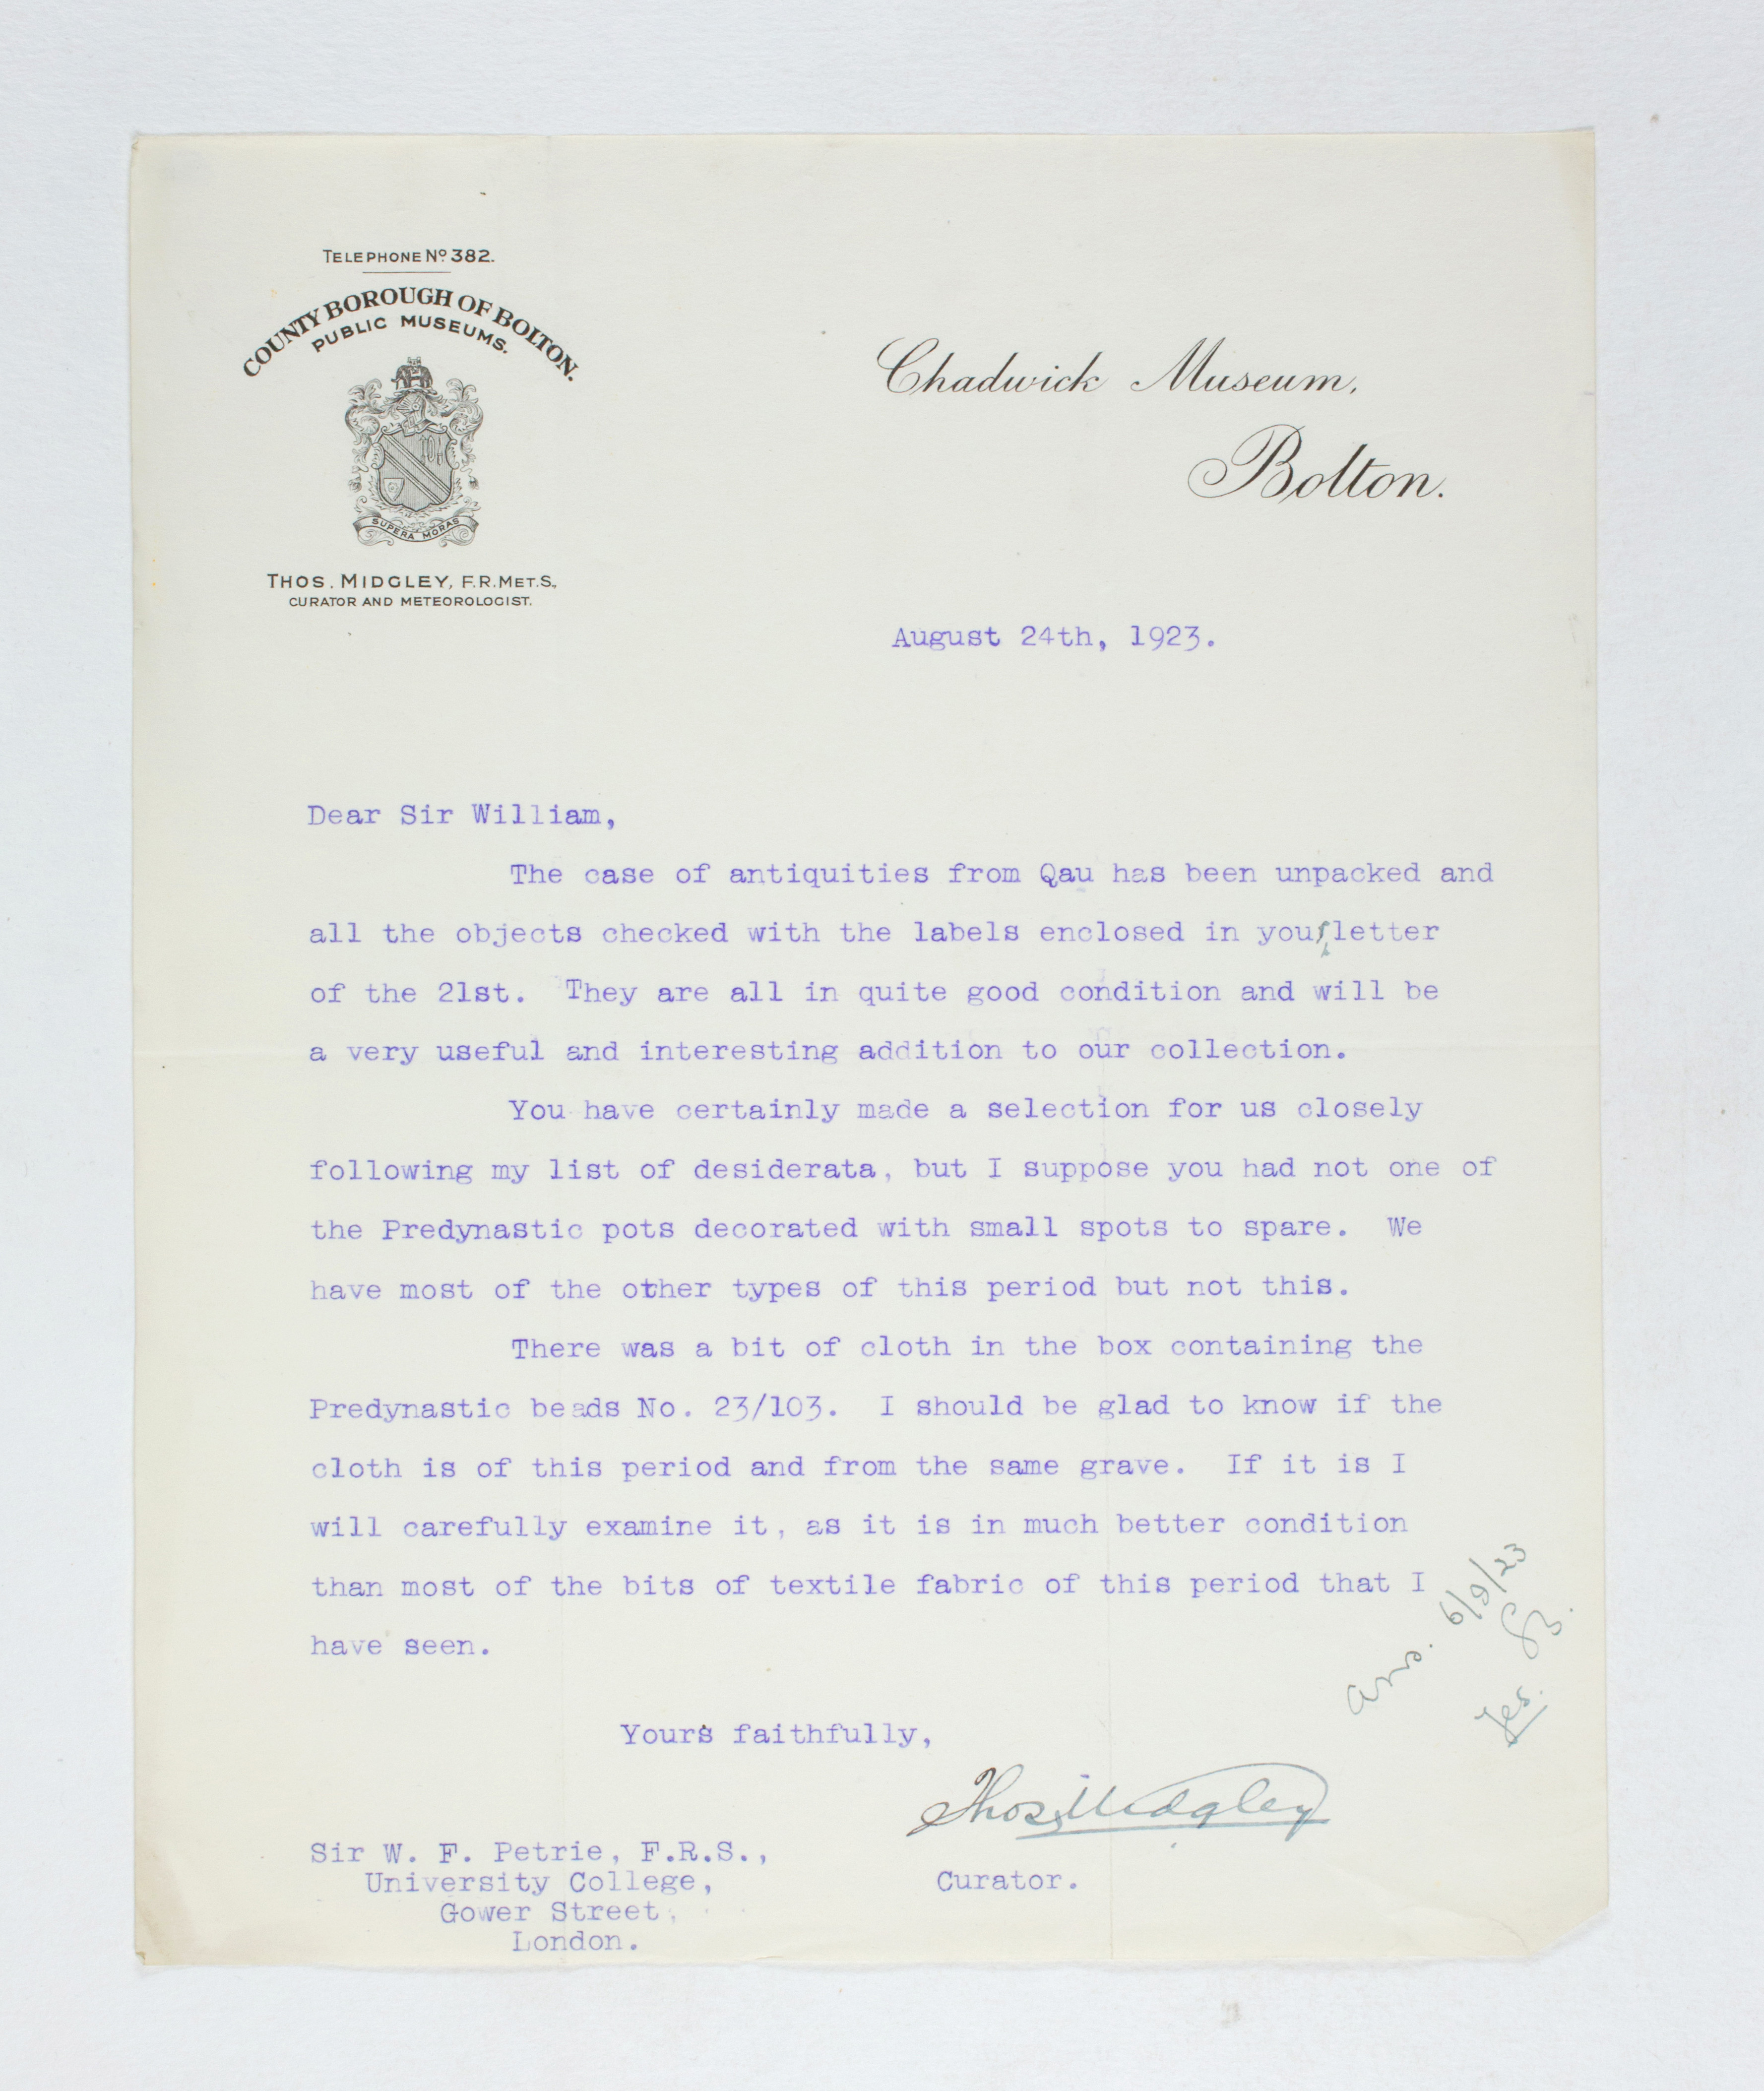 TELEPHONE Nº 382.
COUNTY BOROUGH OF BOLTON.
PUBLIC MUSEUMS.
SUPERA MORAS
THOS. MIDGLEY, F.R.MET.S.,
CURATOR AND METEOROLOGIST.
Chadwick Museum,
Bolton.
August 24th, 1923.
Dear Sir William,
The case of antiquities from Qau has been unpacked and
all the objects checked with the labels enclosed in your letter
of the 21st. They are all in quite good condition and will be
a very useful and interesting addition to our collection.
You have certainly made a selection for us closely
following my list of desiderata, but I suppose you had not one of
the Predynastic pots decorated with small spots to spare. We
have most of the other types of this period but not this.
There was a bit of cloth in the box containing the
Predynastic beads No. 23/103. I should be glad to know if the
cloth is of this period and from the same grave. If it is I
will carefully examine it, as it is in much better condition
than most of the bits of textile fabric of this period that I
have seen.
ans. 6/9/23
Yes.
Yours faithfully,
Thos. Midgley
Curator.
Sir W. F. Petrie, F.R.S.,
University College,
Gower Street,
London.